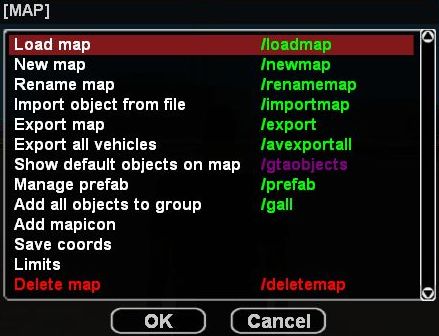 [MAP]
Load map /loadmap
New map /newmap
Rename map /renamemap
Import object from file /importmap
Export map /export
Export all vehicles /avexportall
Show default objects on map /gtaobjects
Manage prefab /prefab
Add all objects to group /gall
Add mapicon
Save coords
Limits
Delete map /deletemap
OK Cancel